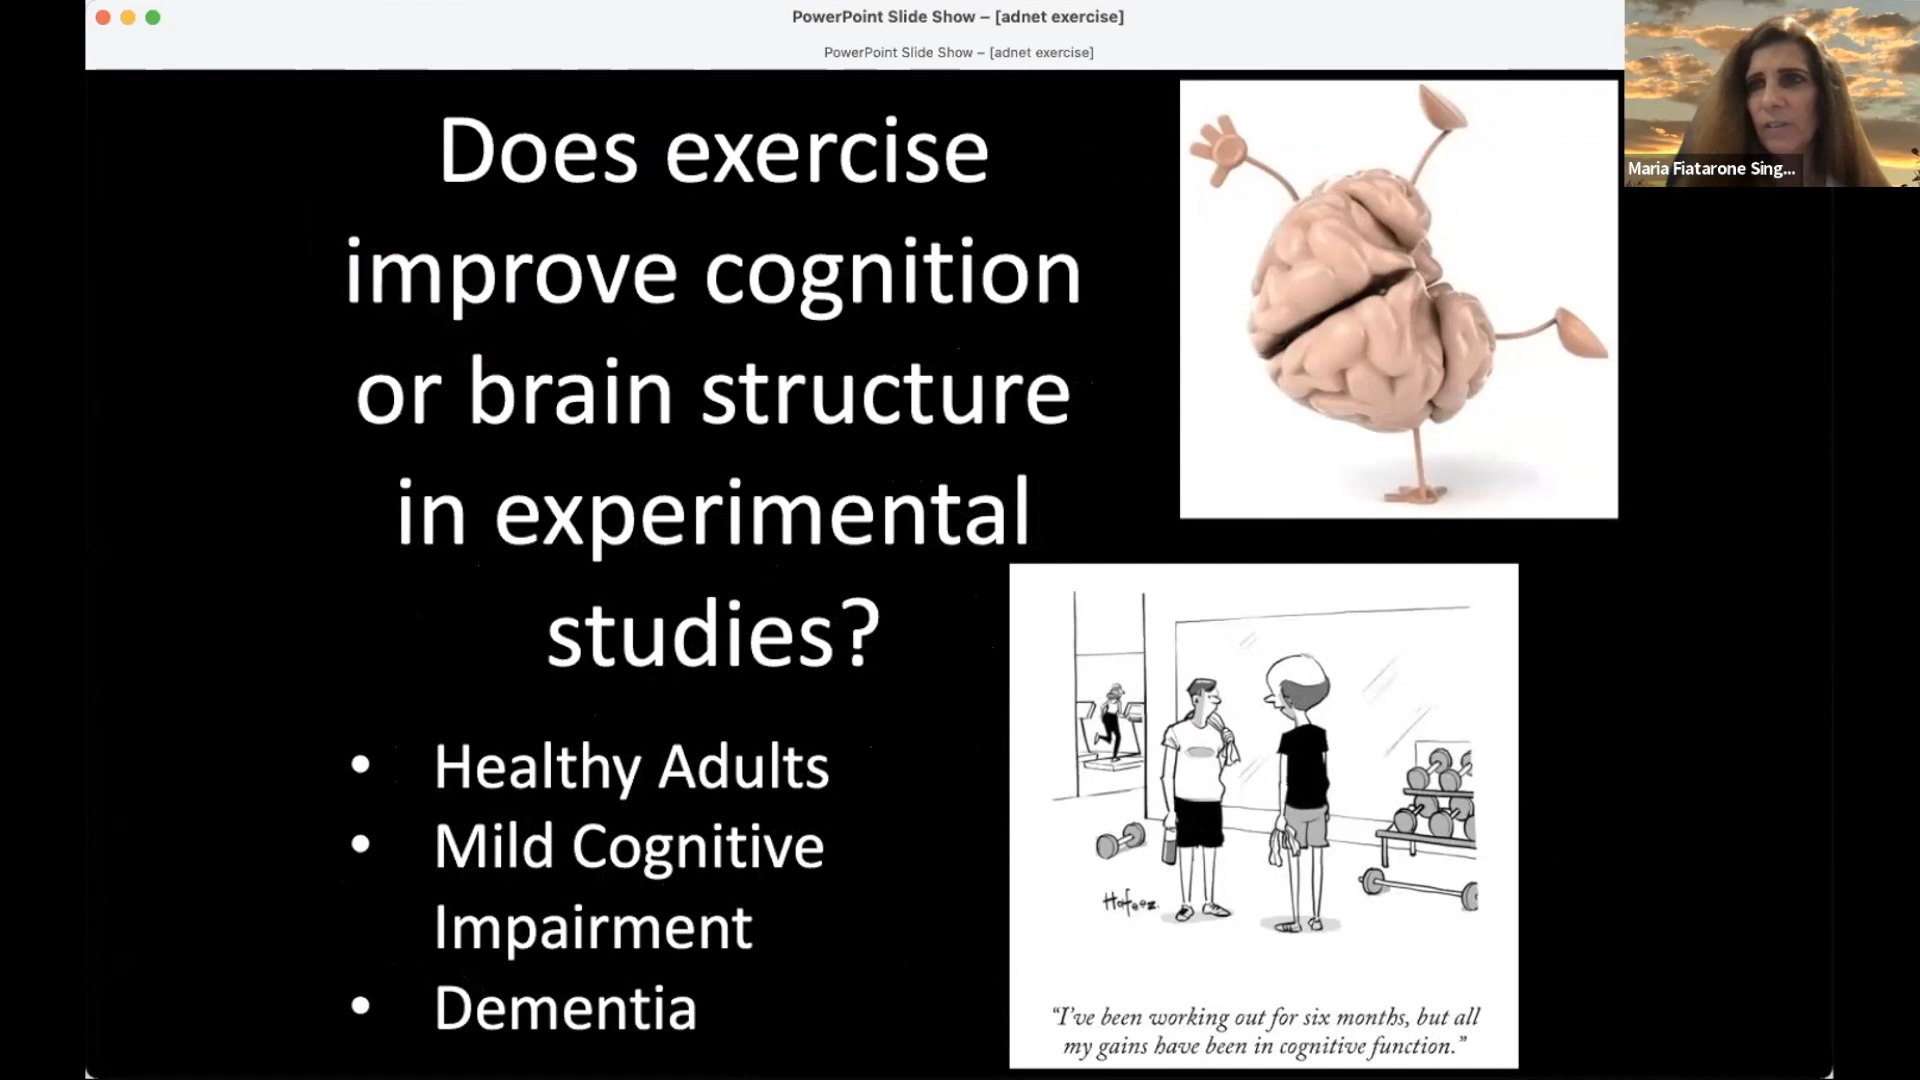 PowerPoint Slide Show – [adnet exercise]
PowerPoint Slide Show – [adnet exercise]
Maria Fiatarone Sing...
Does exercise
improve cognition
or brain structure
in experimental
studies?
• Healthy Adults
• Mild Cognitive
Impairment
• Dementia
Hafeez.
“I’ve been working out for six months, but all
my gains have been in cognitive function.”